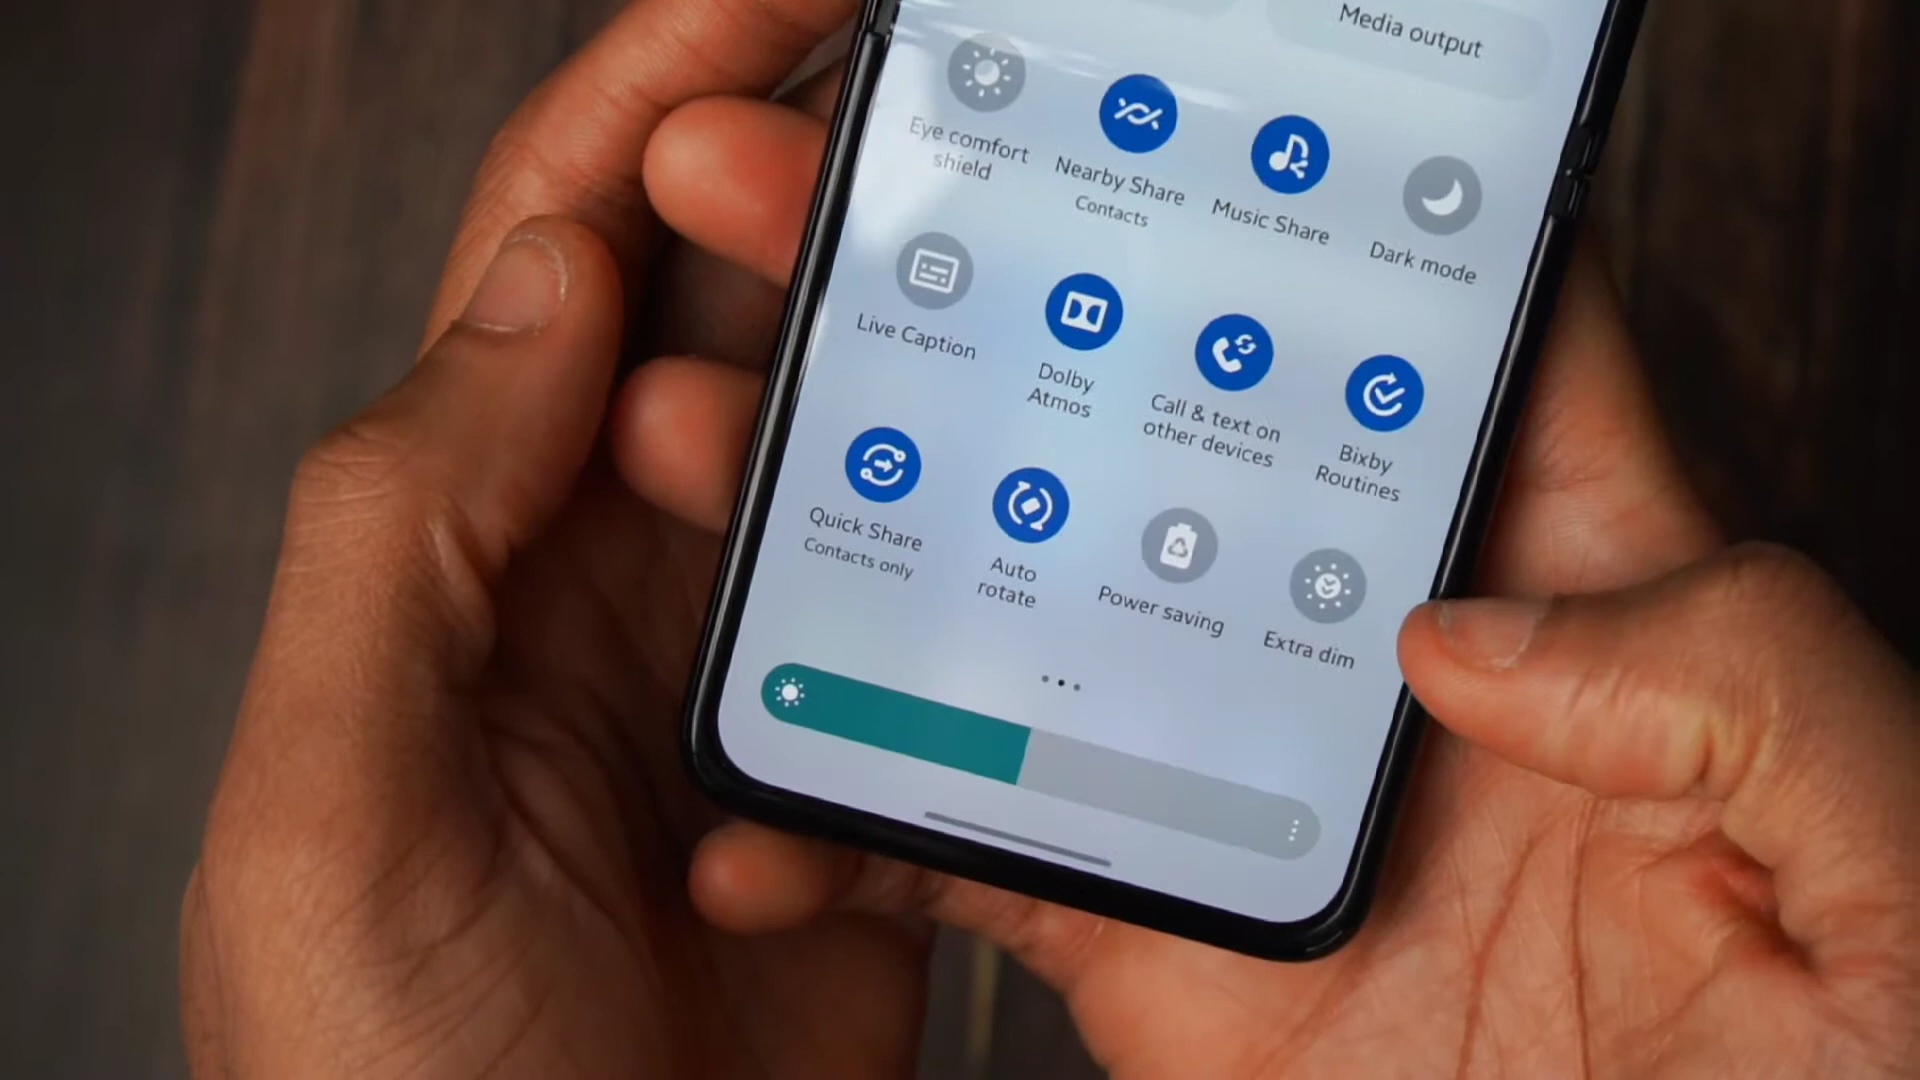 Media output
Eye comfort
shield
Nearby Share
Contacts
Music Share
Dark mode
Live Caption
Dolby
Atmos
Call & text on
other devices
Bixby
Routines
Quick Share
Contacts only
Auto
rotate
Power saving
Extra dim